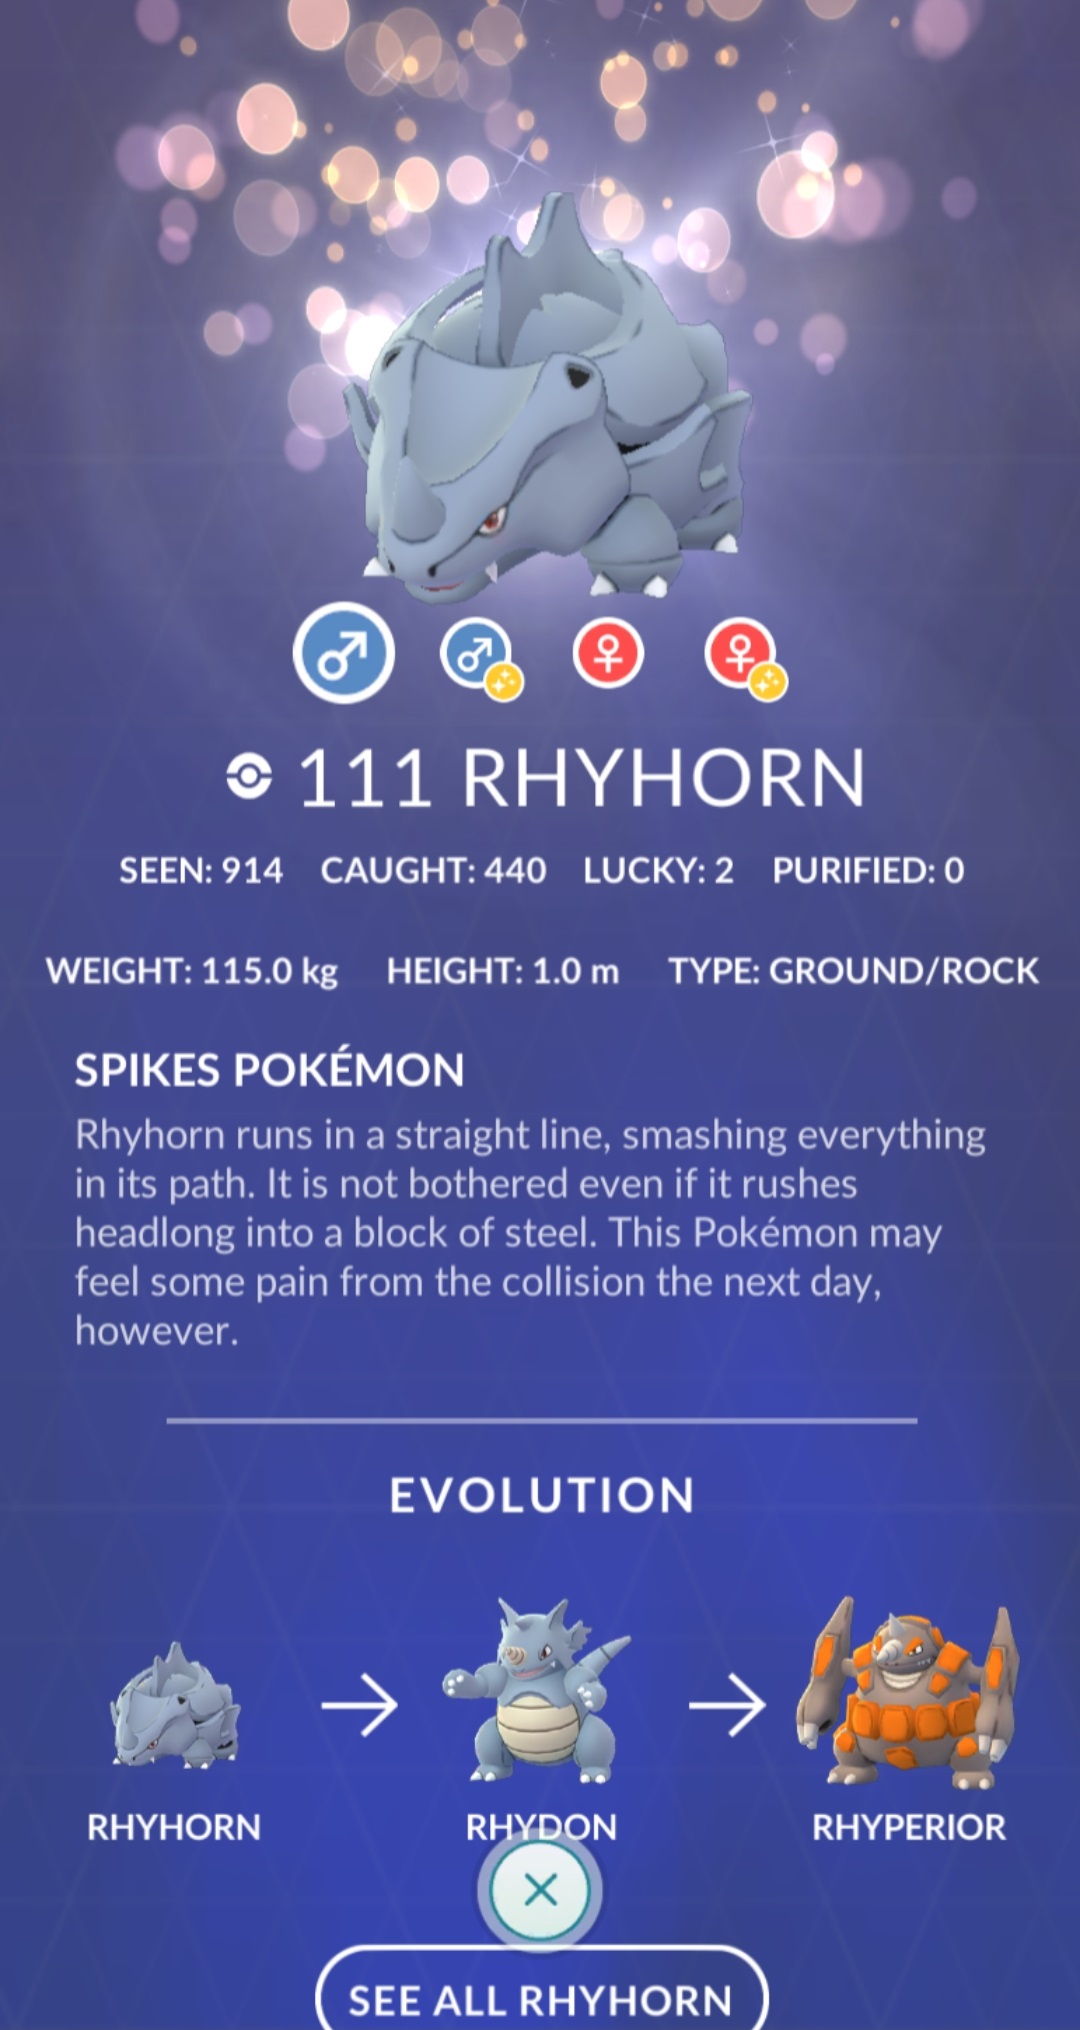 111 RHYHORN
SEEN: 914 CAUGHT: 440 LUCKY: 2 PURIFIED: 0
WEIGHT: 115.0 kg HEIGHT: 1.0 m TYPE: GROUND/ROCK
SPIKES POKÉMON
Rhyhorn runs in a straight line, smashing everything
in its path. It is not bothered even if it rushes
headlong into a block of steel. This Pokémon may
feel some pain from the collision the next day,
however.
EVOLUTION
RHYHORN RHYDON RHYPERIOR
SEE ALL RHYHORN